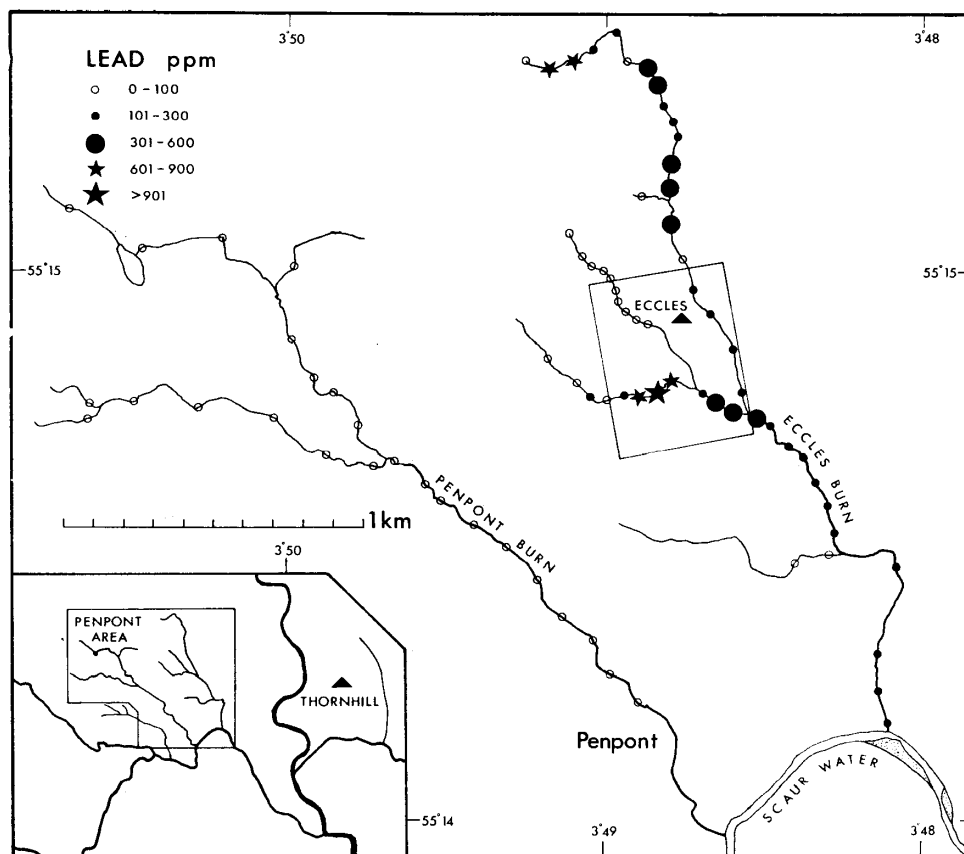 3°50
3°48
LEAD ppm
0–100
101–300
301–600
601–900
>901
55°15
55°15
ECCLES
ECCLES BURN
PENPONT BURN
1km
3°50
PENPONT
AREA
THORNHILL
Penpont
SCAUR WATER
55°14
3°49
3°48